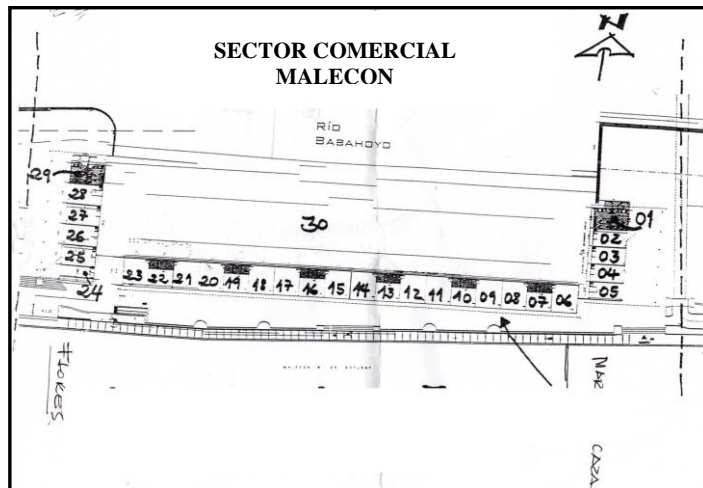 SECTOR COMERCIAL
MALECON
N
RÍO
BABAHOYO
29
28
27
26
25
24
30
01
02
03
04
05
23 22 21 20 19 18 17 16 15 14 13 12 11 10 09 08 07 06
FLORES
CAZA